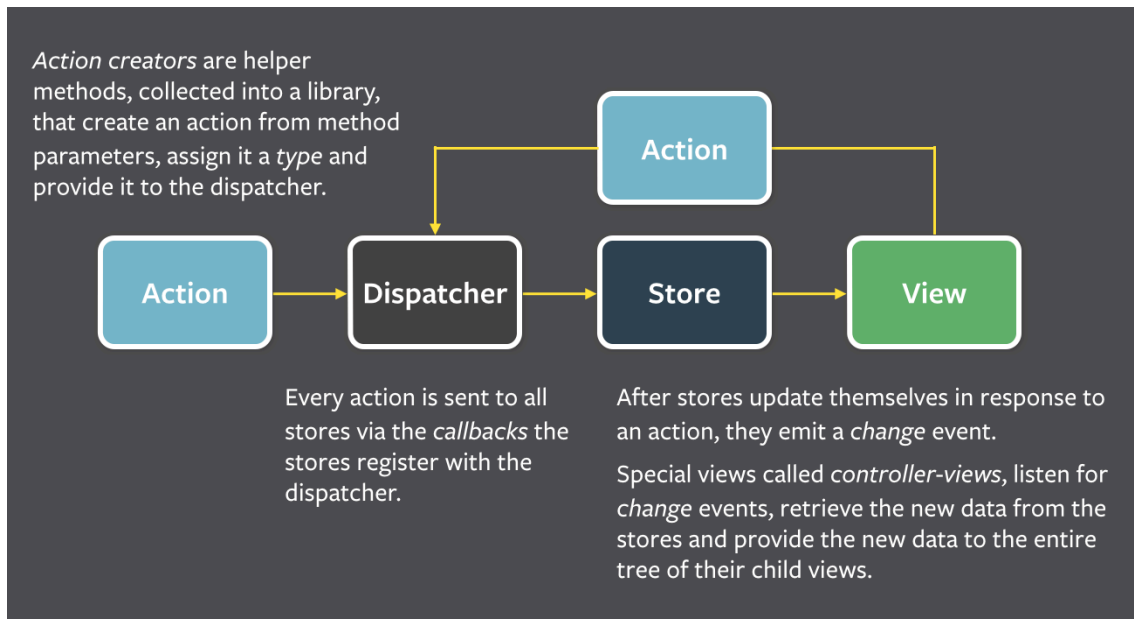 Action creators are helper
methods, collected into a library,
that create an action from method
parameters, assign it a type and
provide it to the dispatcher.
Action
Action
Dispatcher
Store
View
Every action is sent to all
stores via the callbacks the
stores register with the
dispatcher.
After stores update themselves in response to
an action, they emit a change event.
Special views called controller-views, listen for
change events, retrieve the new data from the
stores and provide the new data to the entire
tree of their child views.